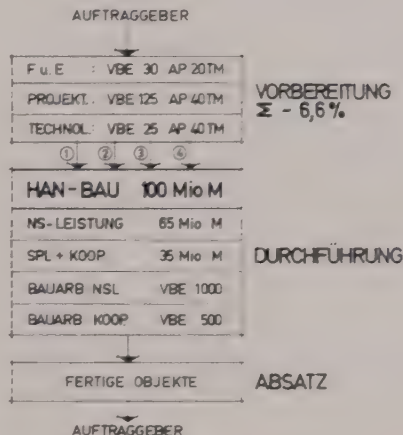 AUFTRAGGEBER
F u. E : VBE 30 AP 20TM
PROJEKT.: VBE 125 AP 40TM
TECHNOL.: VBE 25 AP 40TM
VORBEREITUNG
Σ - 6,6%
① ② ③ ④
HAN-BAU 100 Mio M
NS-LEISTUNG 65 Mio M
SPL + KOOP 35 Mio M
BAUARB NSL VBE 1000
BAUARB KOOP. VBE 500
DURCHFÜHRUNG
FERTIGE OBJEKTE
ABSATZ
AUFTRAGGEBER